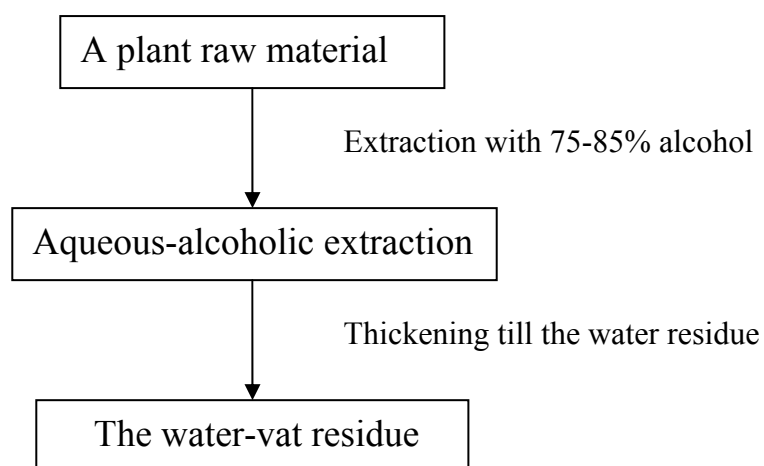 A plant raw material
Extraction with 75-85% alcohol
Aqueous-alcoholic extraction
Thickening till the water residue
The water-vat residue